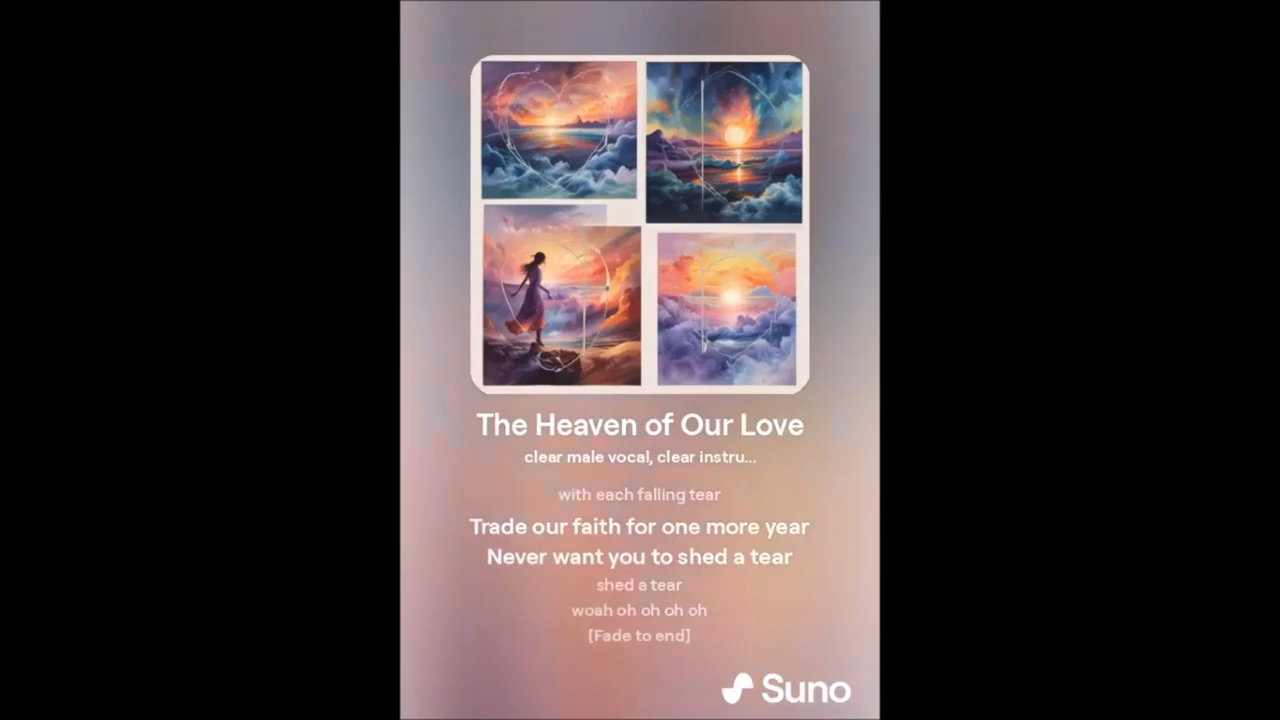 The Heaven of Our Love
clear male vocal, clear instru...
with each falling tear
Trade our faith for one more year
Never want you to shed a tear
shed a tear
woah oh oh oh oh
[Fade to end]
Suno